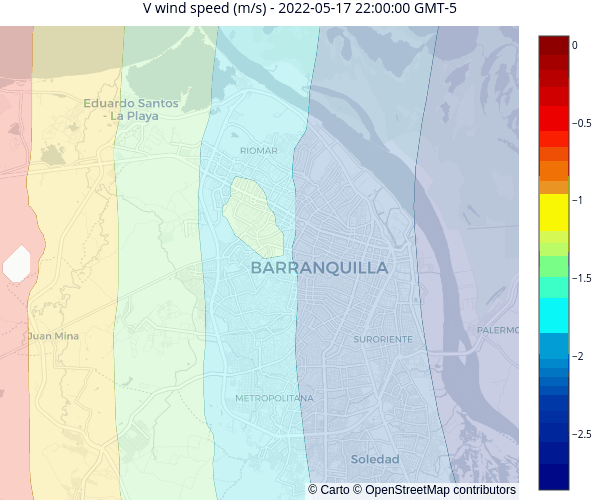 V wind speed (m/s) - 2022-05-17 22:00:00 GMT-5
Eduardo Santos
- La Playa
RIOMAR
BARRANQUILLA
Juan Mina
SURORIENTE
PALERMO
METROPOLITANA
Soledad
© Carto © OpenStreetMap contributors
0
−0.5
−1
−1.5
−2
−2.5